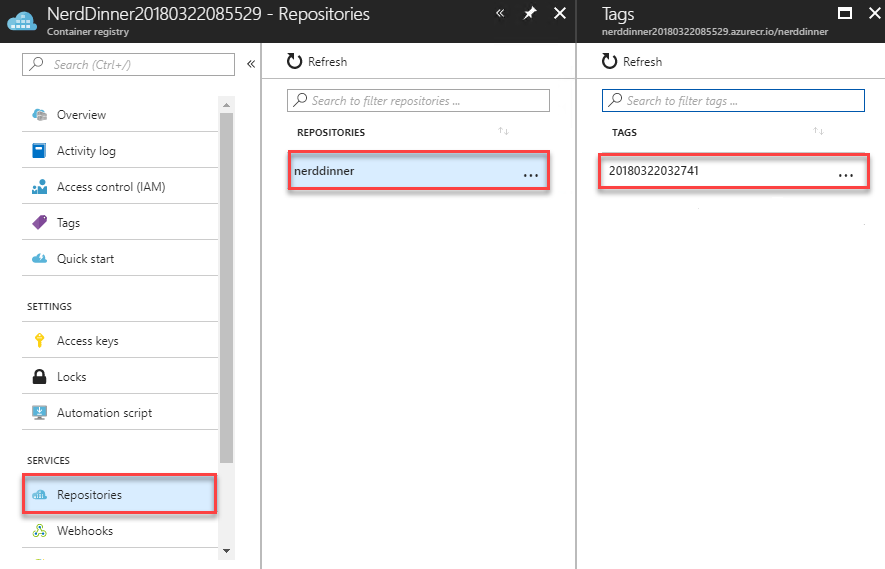 NerdDinner20180322085529 - Repositories
Container registry
Search (Ctrl+/)
Overview
Activity log
Access control (IAM)
Tags
Quick start
SETTINGS
Access keys
Locks
Automation script
SERVICES
Repositories
Webhooks
Refresh
Search to filter repositories ...
REPOSITORIES
nerddinner
...
Tags
nerddinner20180322085529.azurecr.io/nerddinner
Refresh
Search to filter tags ...
TAGS
20180322032741
...